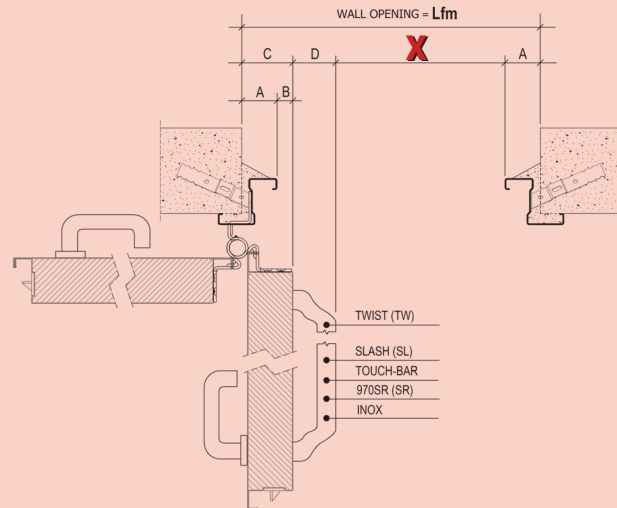 WALL OPENING = Lfm
C D X A
A B
TWIST (TW)
SLASH (SL)
TOUCH-BAR
970SR (SR)
INOX